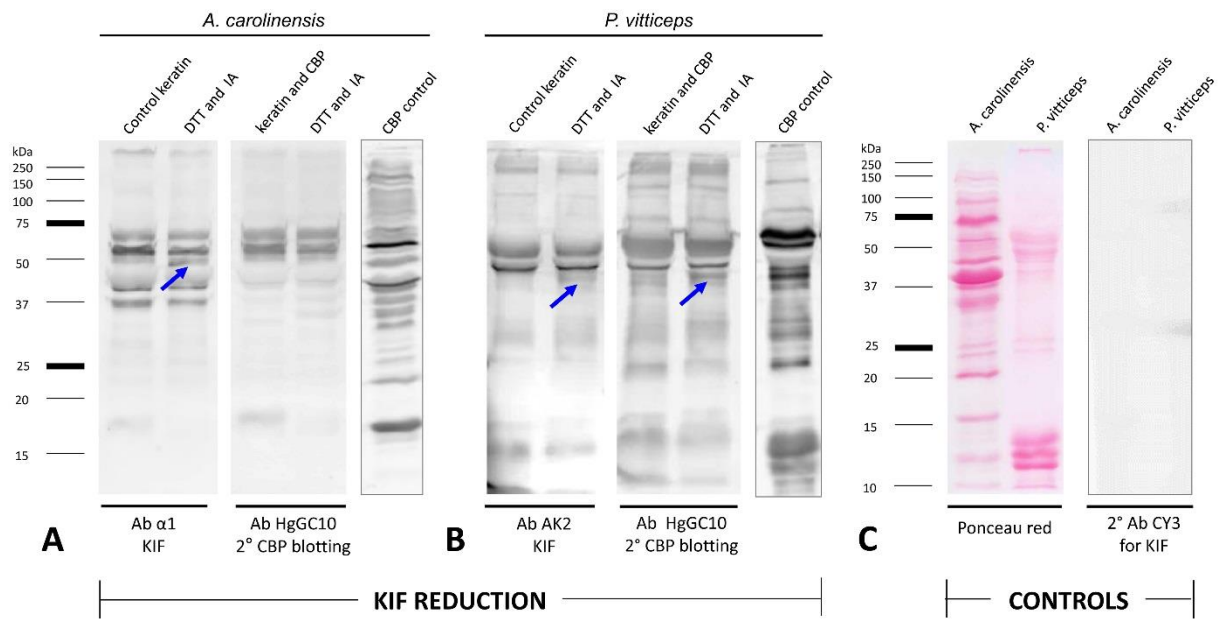 A. carolinensis
P. vitticeps
Control keratin
DTT and IA
keratin and CBP
DTT and IA
CBP control
Control keratin
DTT and IA
keratin and CBP
DTT and IA
CBP control
A. carolinensis
P. vitticeps
A. carolinensis
P. vitticeps
kDa
250
150
100
75
50
37
25
20
15
kDa
250
150
100
75
50
37
25
20
15
10
A
Ab α1
KIF
Ab HgGC10
2° CBP blotting
B
Ab AK2
KIF
Ab HgGC10
2° CBP blotting
C
Ponceau red
2° Ab CY3
for KIF
KIF REDUCTION
CONTROLS